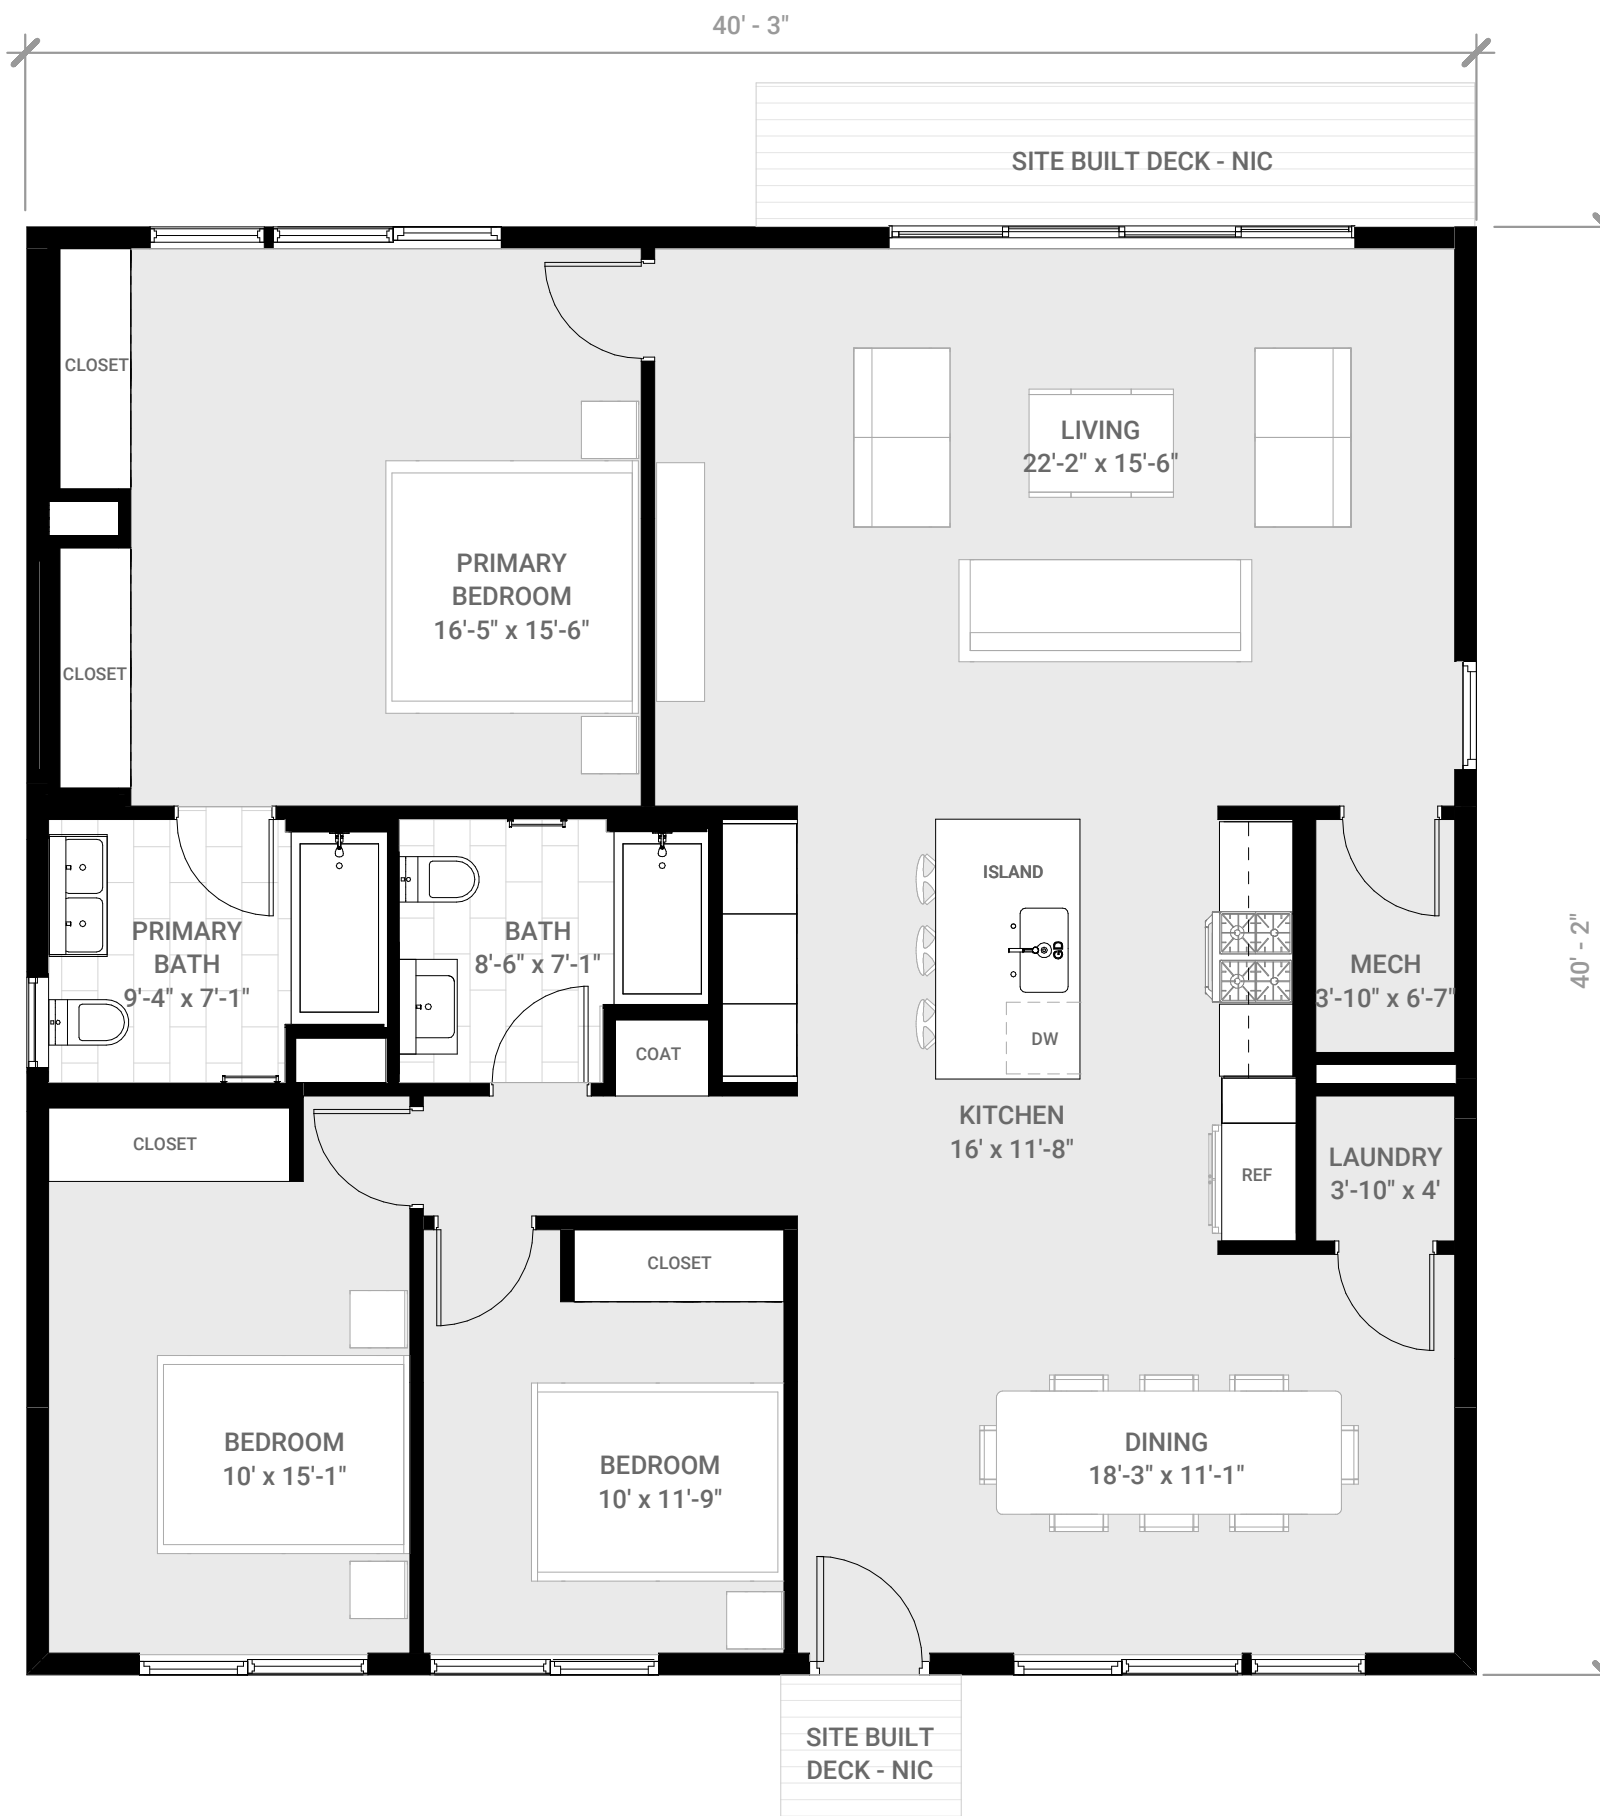 40' - 3"
SITE BUILT DECK - NIC
CLOSET
LIVING
22'-2" x 15'-6"
PRIMARY
BEDROOM
16'-5" x 15'-6"
CLOSET
ISLAND
PRIMARY
BATH
9'-4" x 7'-1"
BATH
8'-6" x 7'-1"
GD
MECH
3'-10" x 6'-7"
40' - 2"
COAT
DW
KITCHEN
16' x 11'-8"
CLOSET
REF
LAUNDRY
3'-10" x 4'
CLOSET
BEDROOM
10' x 15'-1"
BEDROOM
10' x 11'-9"
DINING
18'-3" x 11'-1"
SITE BUILT
DECK - NIC